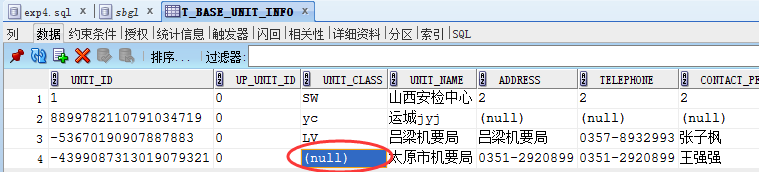 exp4.sql sbgl T_BASE_UNIT_INFO
列 数据 约束条件 授权 统计信息 触发器 闪回 相关性 详细资料 分区 索引 SQL
排序... 过滤器:
UNIT_ID UP_UNIT_ID UNIT_CLASS UNIT_NAME ADDRESS TELEPHONE CONTACT_PE
1 1 0 SW 山西安检中心 2 2 2
2 8899782110791034719 0 yc 运城jyj (null) (null) (null)
3 -53670190907887883 0 LV 吕梁机要局 吕梁机要局 0357-8932993 张子枫
4 -4399087313019079321 0 (null) 太原市机要局 0351-2920899 0351-2920899 王强强